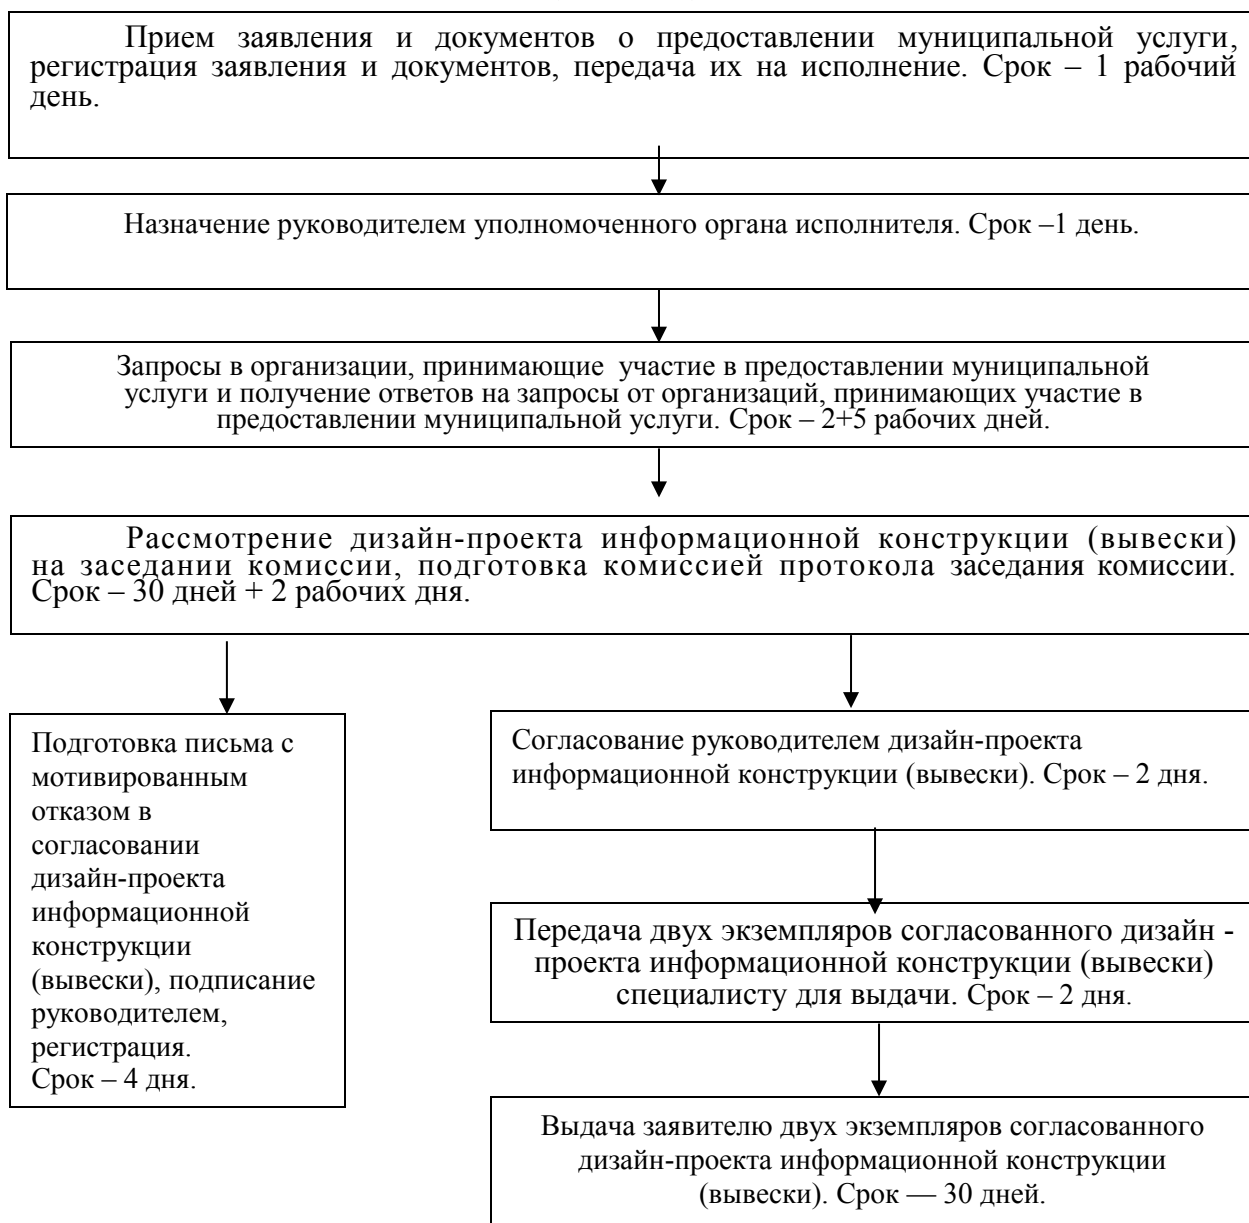 Прием заявления и документов о предоставлении муниципальной услуги,
регистрация заявления и документов, передача их на исполнение. Срок – 1 рабочий
день.
Назначение руководителем уполномоченного органа исполнителя. Срок –1 день.
Запросы в организации, принимающие участие в предоставлении муниципальной
услуги и получение ответов на запросы от организаций, принимающих участие в
предоставлении муниципальной услуги. Срок – 2+5 рабочих дней.
Рассмотрение дизайн-проекта информационной конструкции (вывески)
на заседании комиссии, подготовка комиссией протокола заседания комиссии.
Срок – 30 дней + 2 рабочих дня.
Подготовка письма с
мотивированным
отказом в
согласовании
дизайн-проекта
информационной
конструкции
(вывески), подписание
руководителем,
регистрация.
Срок – 4 дня.
Согласование руководителем дизайн-проекта
информационной конструкции (вывески). Срок – 2 дня.
Передача двух экземпляров согласованного дизайн -
проекта информационной конструкции (вывески)
специалисту для выдачи. Срок – 2 дня.
Выдача заявителю двух экземпляров согласованного
дизайн-проекта информационной конструкции
(вывески). Срок — 30 дней.